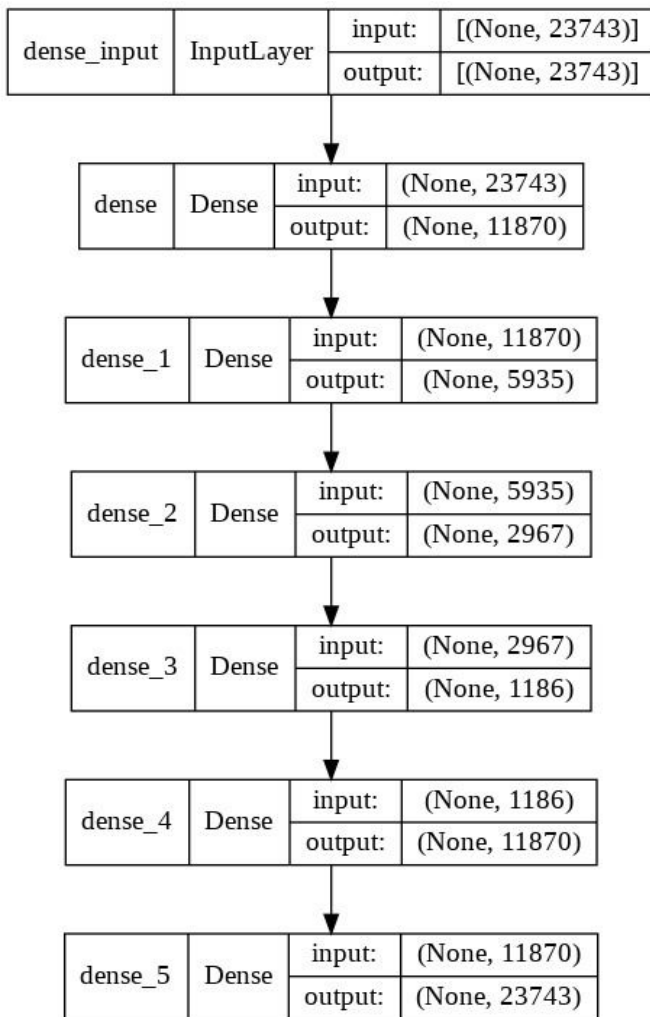 dense_input InputLayer input: [(None, 23743)]
output: [(None, 23743)]
dense Dense input: (None, 23743)
output: (None, 11870)
dense_1 Dense input: (None, 11870)
output: (None, 5935)
dense_2 Dense input: (None, 5935)
output: (None, 2967)
dense_3 Dense input: (None, 2967)
output: (None, 1186)
dense_4 Dense input: (None, 1186)
output: (None, 11870)
dense_5 Dense input: (None, 11870)
output: (None, 23743)